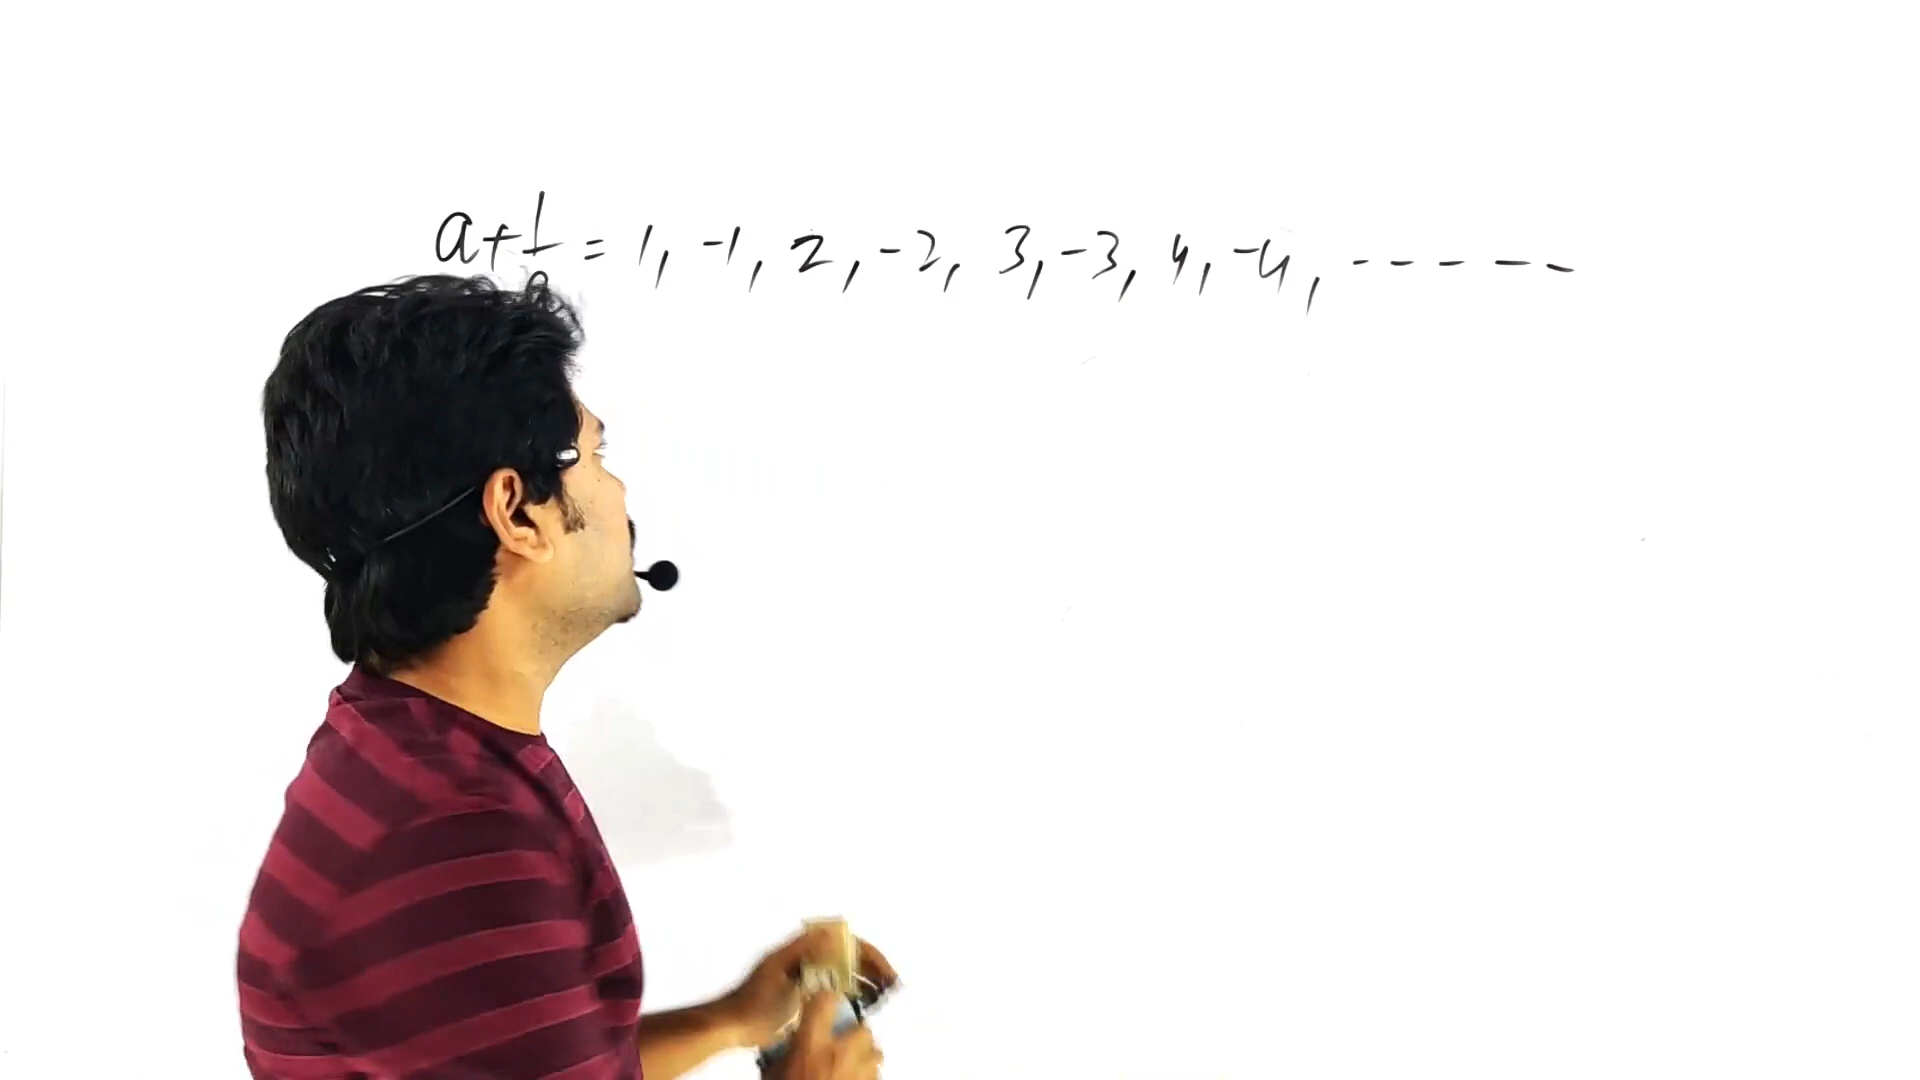 a+1/a = 1, -1, 2, -2, 3, -3, 4, -4, -----